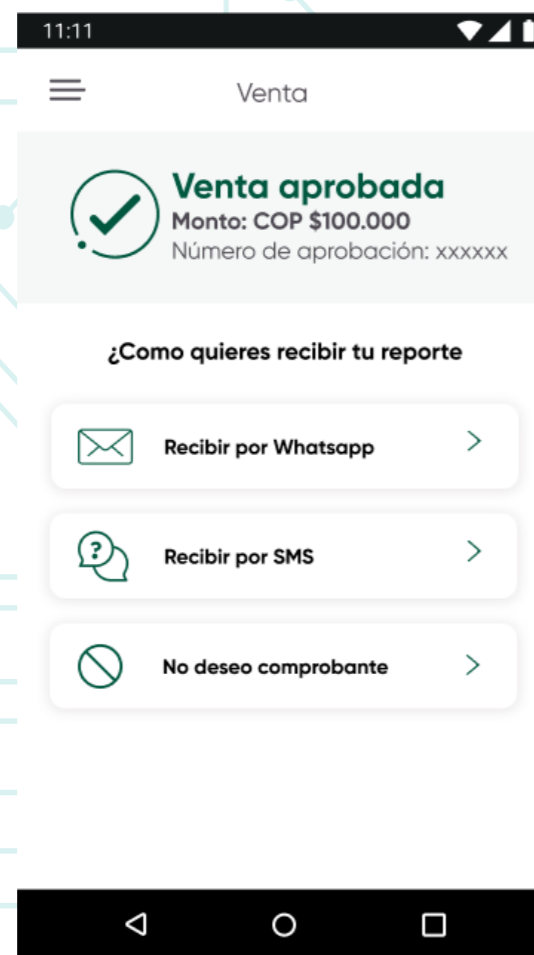 11:11
Venta
Venta aprobada
Monto: COP $100.000
Número de aprobación: xxxxxx
¿Como quieres recibir tu reporte
Recibir por Whatsapp
?
Recibir por SMS
No deseo comprobante